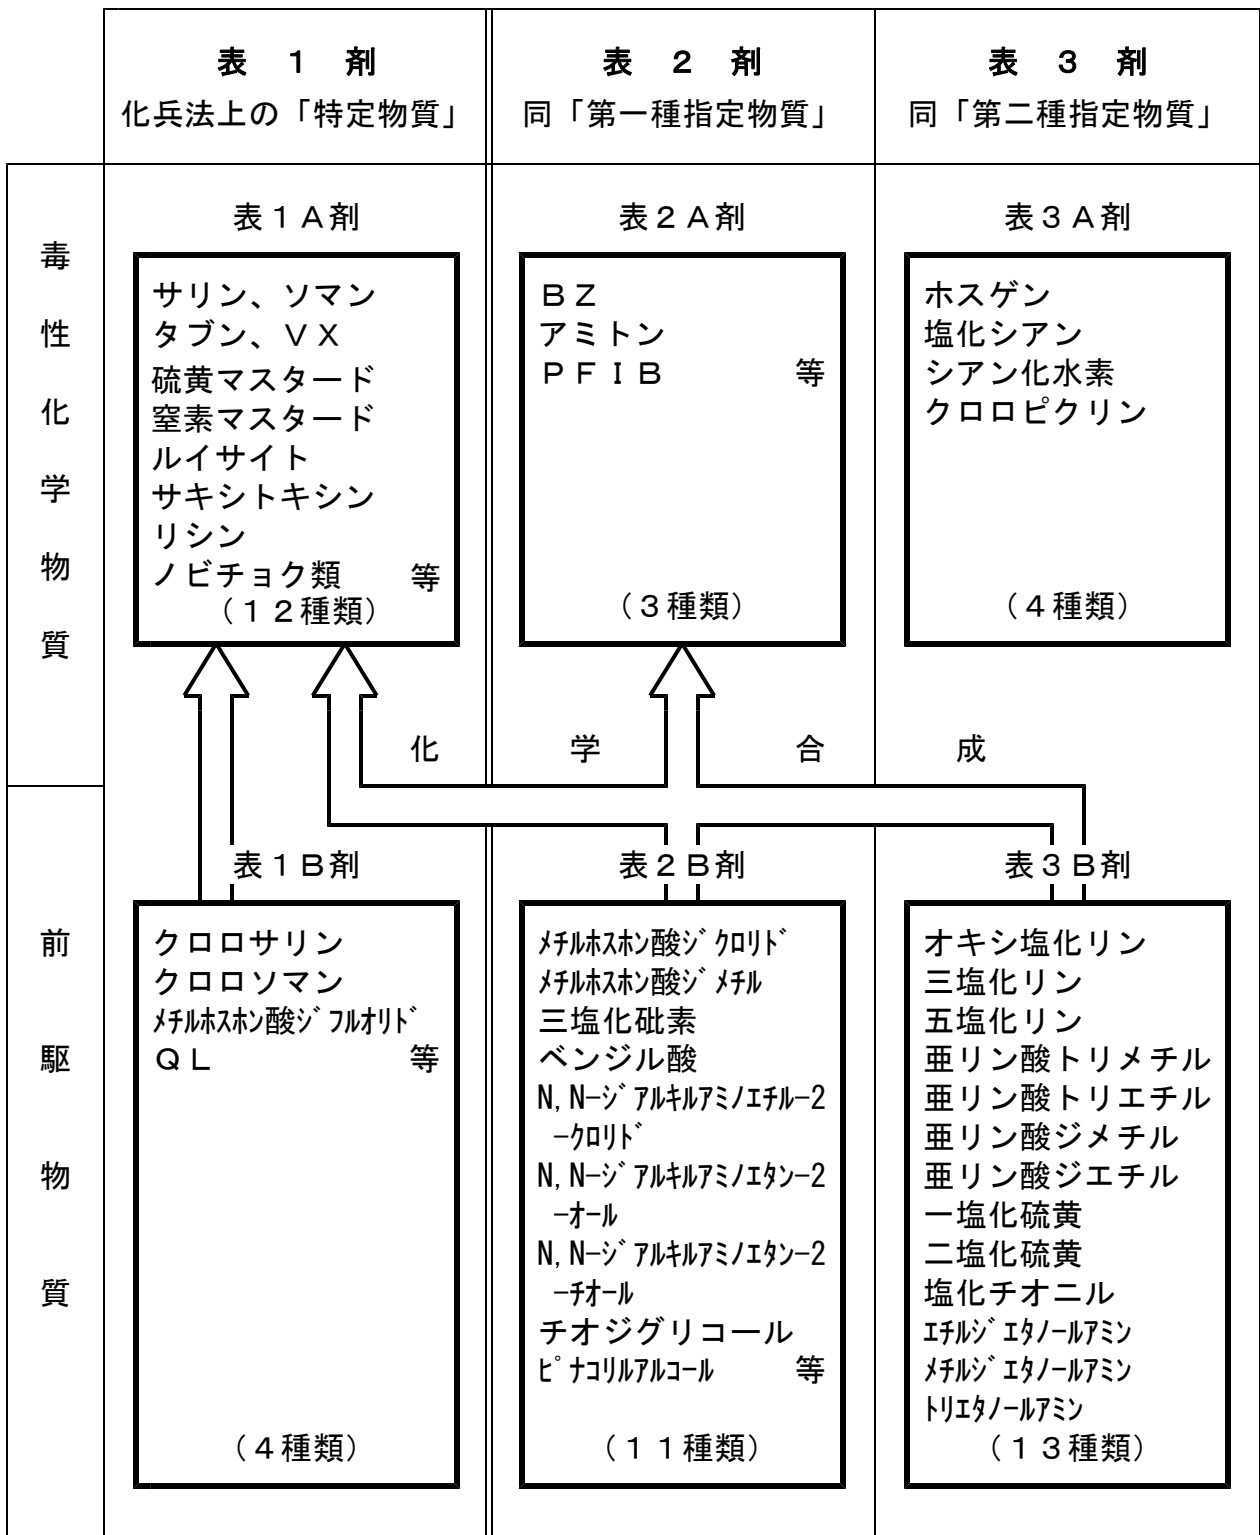 表 1 剤
化兵法上の「特定物質」
表 2 剤
同「第一種指定物質」
表 3 剤
同「第二種指定物質」
毒性化学物質
表1A剤
サリン、ソマン
タブン、VX
硫黄マスタード
窒素マスタード
ルイサイト
サキシトキシン
リシン
ノビチョク類 等
(12種類)
表2A剤
BZ
アミトン
PFIB 等
(3種類)
表3A剤
ホスゲン
塩化シアン
シアン化水素
クロロピクリン
(4種類)
化 学 合 成
前駆物質
表1B剤
クロロサリン
クロロソマン
メチルホスホン酸ジフルオリド
QL 等
(4種類)
表2B剤
メチルホスホン酸ジクロリド
メチルホスホン酸ジメチル
三塩化砒素
ベンジル酸
N,N-ジアルキルアミノエチル-2
-クロリド
N,N-ジアルキルアミノエタン-2
-オール
N,N-ジアルキルアミノエタン-2
-チオール
チオジグリコール
ピナコリルアルコール 等
(11種類)
表3B剤
オキシ塩化リン
三塩化リン
五塩化リン
亜リン酸トリメチル
亜リン酸トリエチル
亜リン酸ジメチル
亜リン酸ジエチル
一塩化硫黄
二塩化硫黄
塩化チオニル
エチルジエタノールアミン
メチルジエタノールアミン
トリエタノールアミン
(13種類)